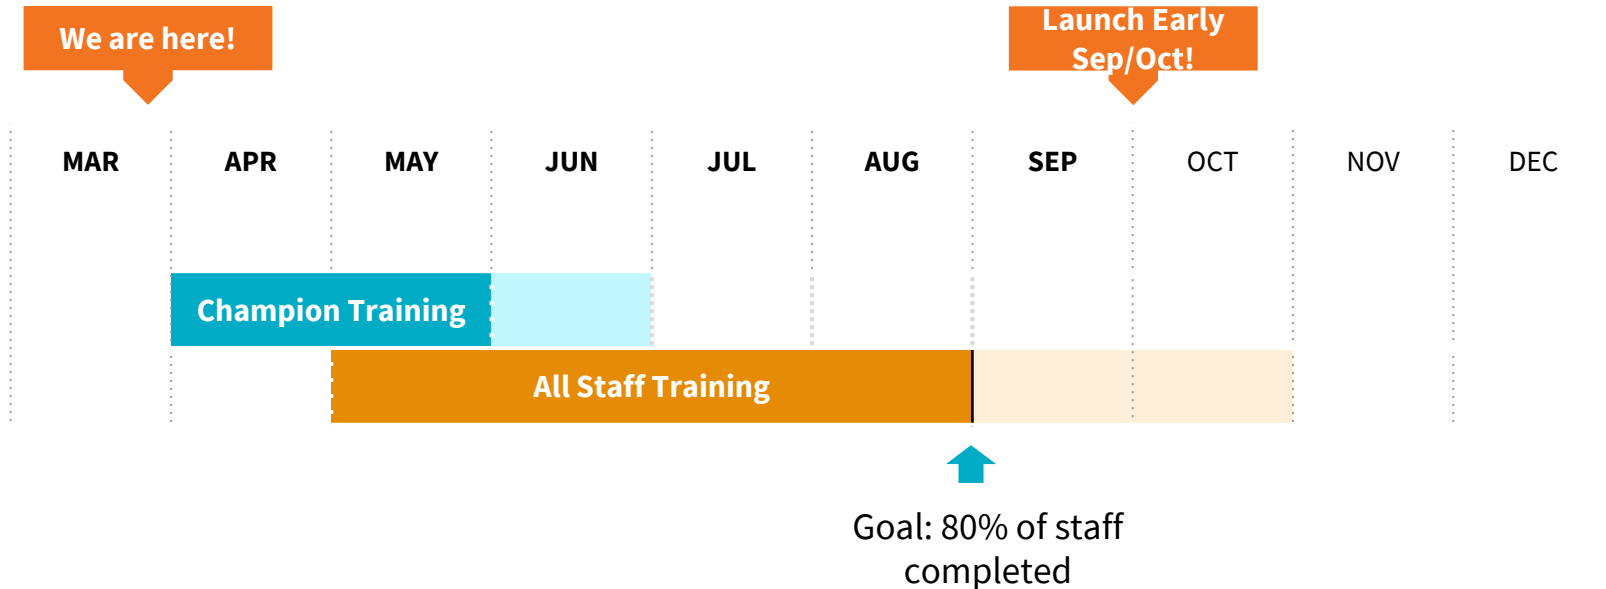 We are here!
Launch Early
Sep/Oct!
MAR
APR
MAY
JUN
JUL
AUG
SEP
OCT
NOV
DEC
Champion Training
All Staff Training
Goal: 80% of staff
completed